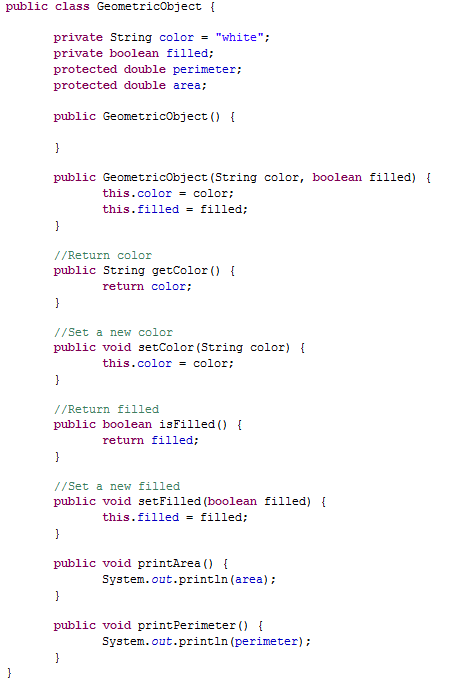 public class GeometricObject {
private String color = "white";
private boolean filled;
protected double perimeter;
protected double area;
public GeometricObject() {
}
public GeometricObject(String color, boolean filled) {
this.color = color;
this.filled = filled;
}
//Return color
public String getColor() {
return color;
}
//Set a new color
public void setColor(String color) {
this.color = color;
}
//Return filled
public boolean isFilled() {
return filled;
}
//Set a new filled
public void setFilled(boolean filled) {
this.filled = filled;
}
public void printArea() {
System.out.println(area);
}
public void printPerimeter() {
System.out.println(perimeter);
}
}